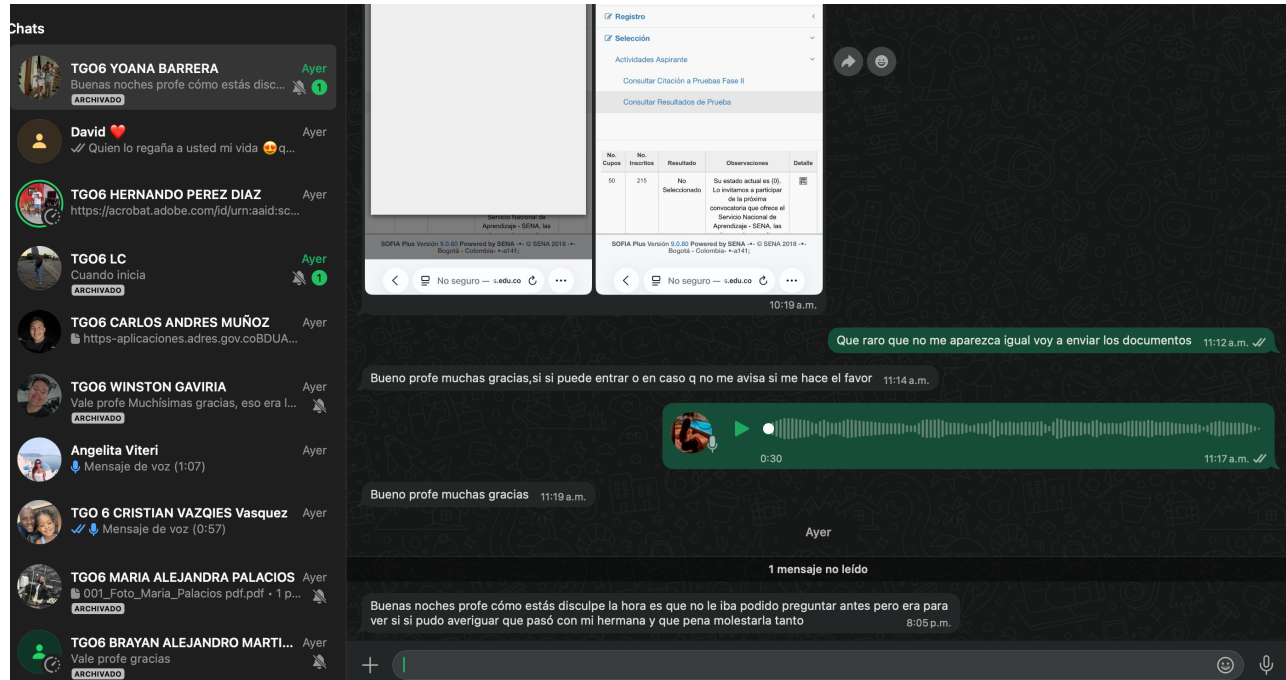 Chats
TGO6 YOANA BARRERA
Ayer
Buenas noches profe cómo estás disc...
1
ARCHIVADO
David ❤️
Ayer
Quien lo regaña a usted mi vida 😍q...
TGO6 HERNANDO PEREZ DIAZ
Ayer
https://acrobat.adobe.com/id/urn:aaid:sc...
TGO6 LC
Ayer
Cuando inicia
1
ARCHIVADO
TGO6 CARLOS ANDRES MUÑOZ
Ayer
https-aplicaciones.adres.gov.coBDUA...
TGO6 WINSTON GAVIRIA
Ayer
Vale profe Muchísimas gracias, eso era l...
ARCHIVADO
Angelita Viteri
Ayer
Mensaje de voz (1:07)
TGO 6 CRISTIAN VAZQIES Vasquez
Ayer
Mensaje de voz (0:57)
TGO6 MARIA ALEJANDRA PALACIOS
Ayer
001_Foto_Maria_Palacios pdf.pdf • 1 p...
ARCHIVADO
TGO6 BRAYAN ALEJANDRO MARTI...
Ayer
Vale profe gracias
ARCHIVADO
Servicio Nacional de
Aprendizaje - SENA, las
SOFIA Plus Versión 9.0.80 Powered by SENA -•- © SENA 2018 -•-
Bogotá - Colombia- •-a141;
No seguro — s.edu.co
Registro
Selección
Actividades Aspirante
Consultar Citación a Pruebas Fase II
Consultar Resultados de Prueba
No. Cupos
No. Inscritos
Resultado
Observaciones
Detalle
50
215
No Seleccionado
Su estado actual es {0}.
Lo invitamos a participar
de la próxima
convocatoria que ofrece el
Servicio Nacional de
Aprendizaje - SENA, las
SOFIA Plus Versión 9.0.80 Powered by SENA -•- © SENA 2018 -•-
Bogotá - Colombia- •-a141;
No seguro — s.edu.co
10:19 a.m.
Que raro que no me aparezca igual voy a enviar los documentos 11:12 a.m.
Bueno profe muchas gracias,si si puede entrar o en caso q no me avisa si me hace el favor 11:14 a.m.
0:30
11:17 a.m.
Bueno profe muchas gracias 11:19 a.m.
Ayer
1 mensaje no leído
Buenas noches profe cómo estás disculpe la hora es que no le iba podido preguntar antes pero era para
ver si si pudo averiguar que pasó con mi hermana y que pena molestarla tanto
8:05 p.m.